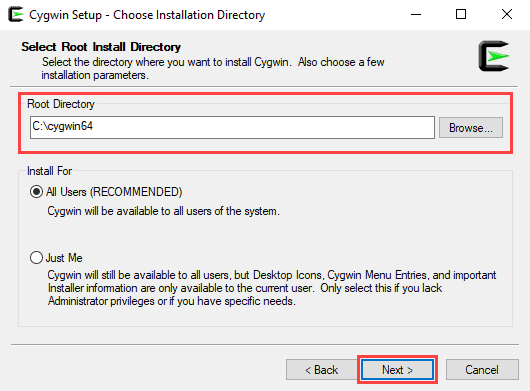 Cygwin Setup - Choose Installation Directory
Select Root Install Directory
Select the directory where you want to install Cygwin. Also choose a few
installation parameters.
Root Directory
C:\cygwin64
Browse...
Install For
All Users (RECOMMENDED)
Cygwin will be available to all users of the system.
Just Me
Cygwin will still be available to all users, but Desktop Icons, Cygwin Menu Entries, and important
Installer information are only available to the current user. Only select this if you lack
Administrator privileges or if you have specific needs.
< Back
Next >
Cancel